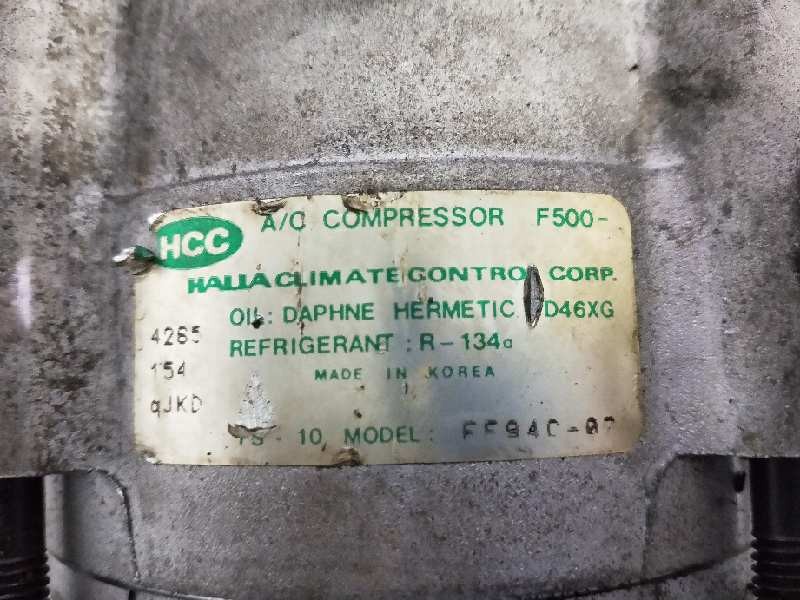 HCC
A/C COMPRESSOR F500-
HALLA CLIMATE CONTROL CORP.
OIL: DAPHNE HERMETIC D46XG
REFRIGERANT : R-134a
MADE IN KOREA
4285
154
qJKD
10 MODEL: